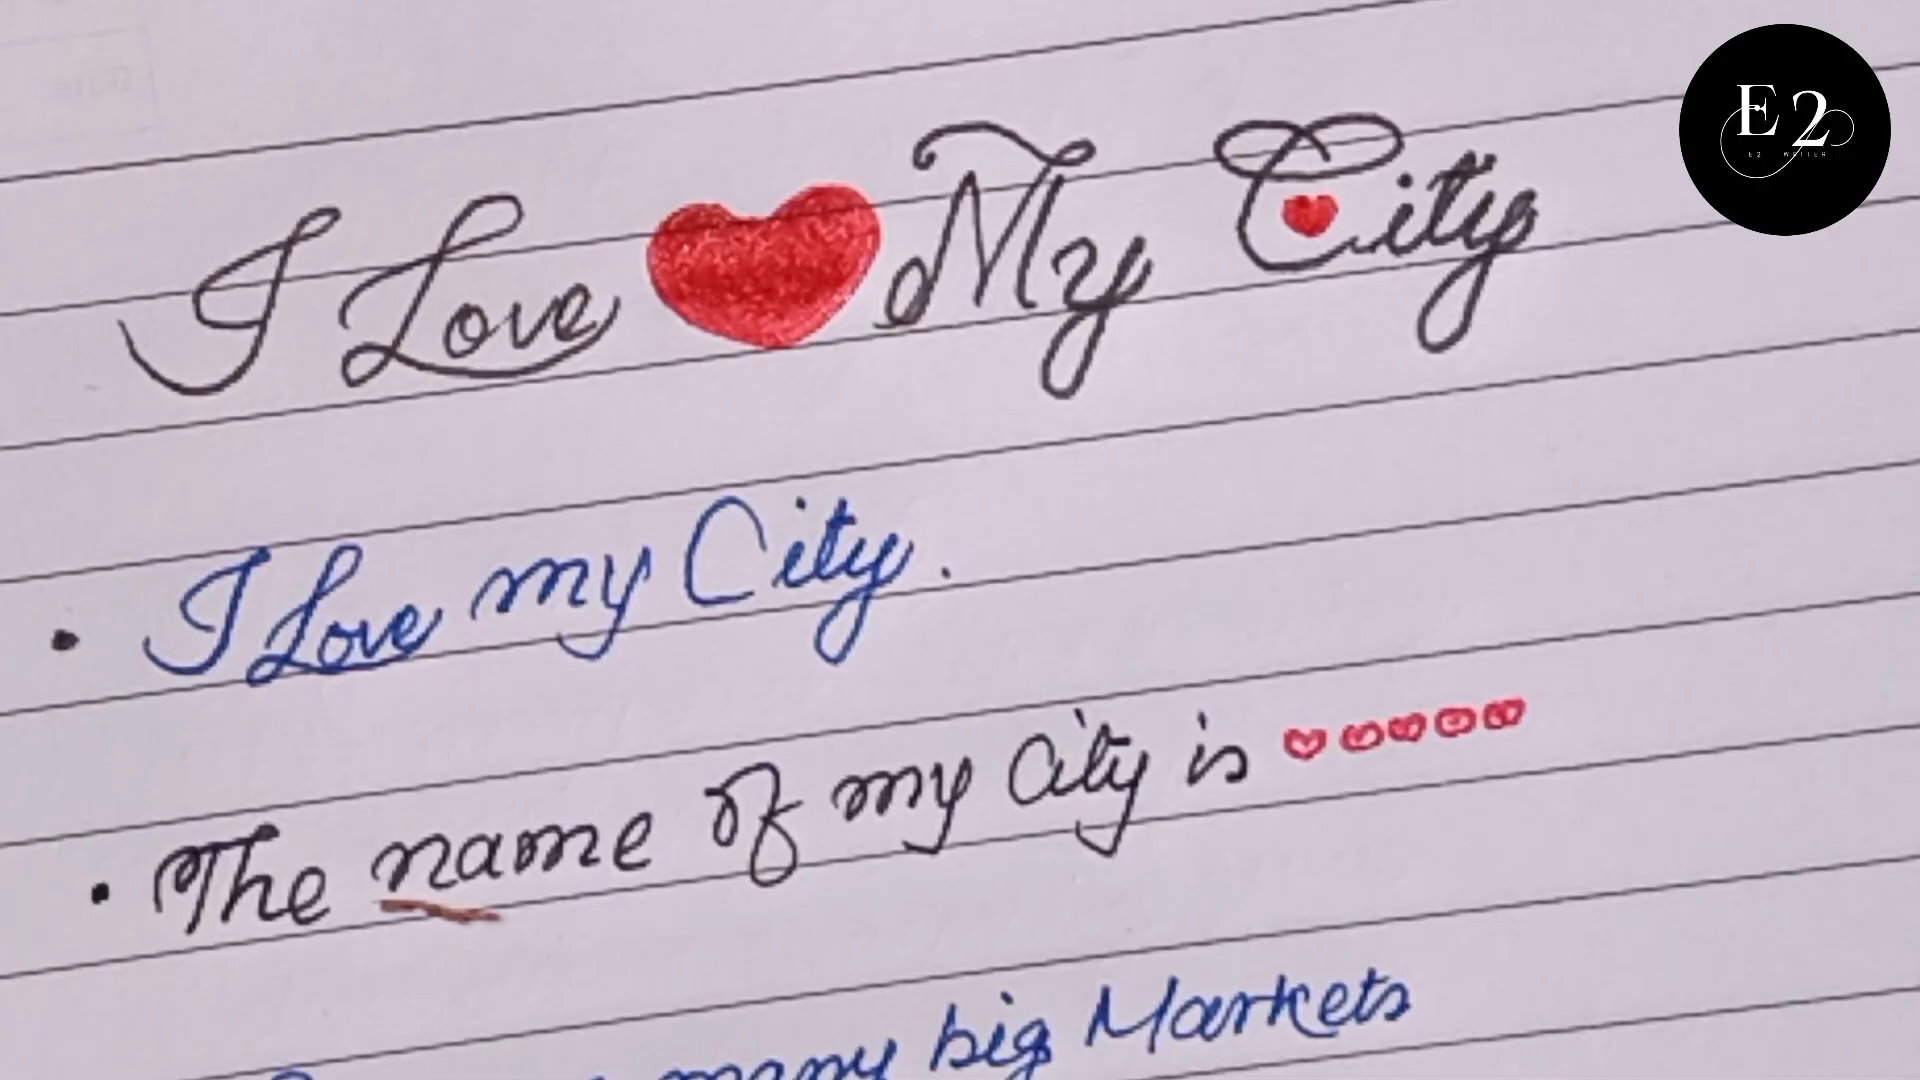 I Love ❤ My City
E2
• I Love my City.
• The name of my City is
many big Markets